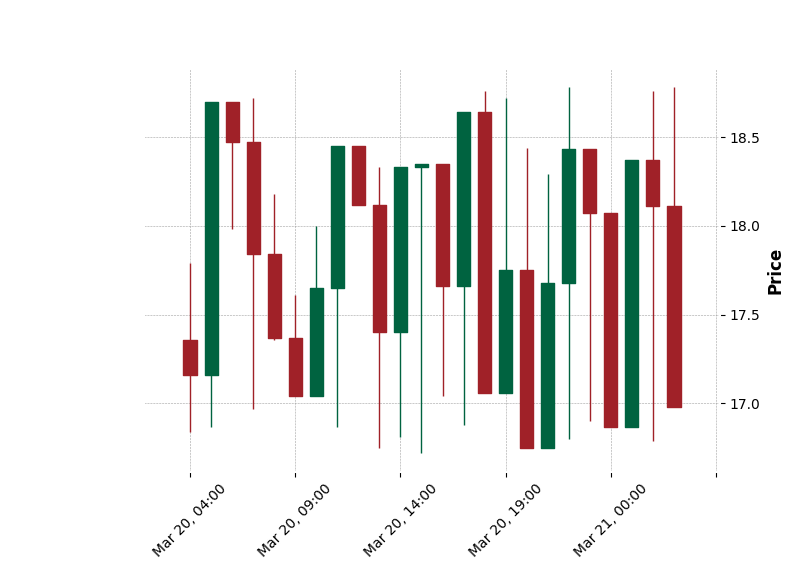 18.5
18.0
17.5
17.0
Price
Mar 20, 04:00
Mar 20, 09:00
Mar 20, 14:00
Mar 20, 19:00
Mar 21, 00:00